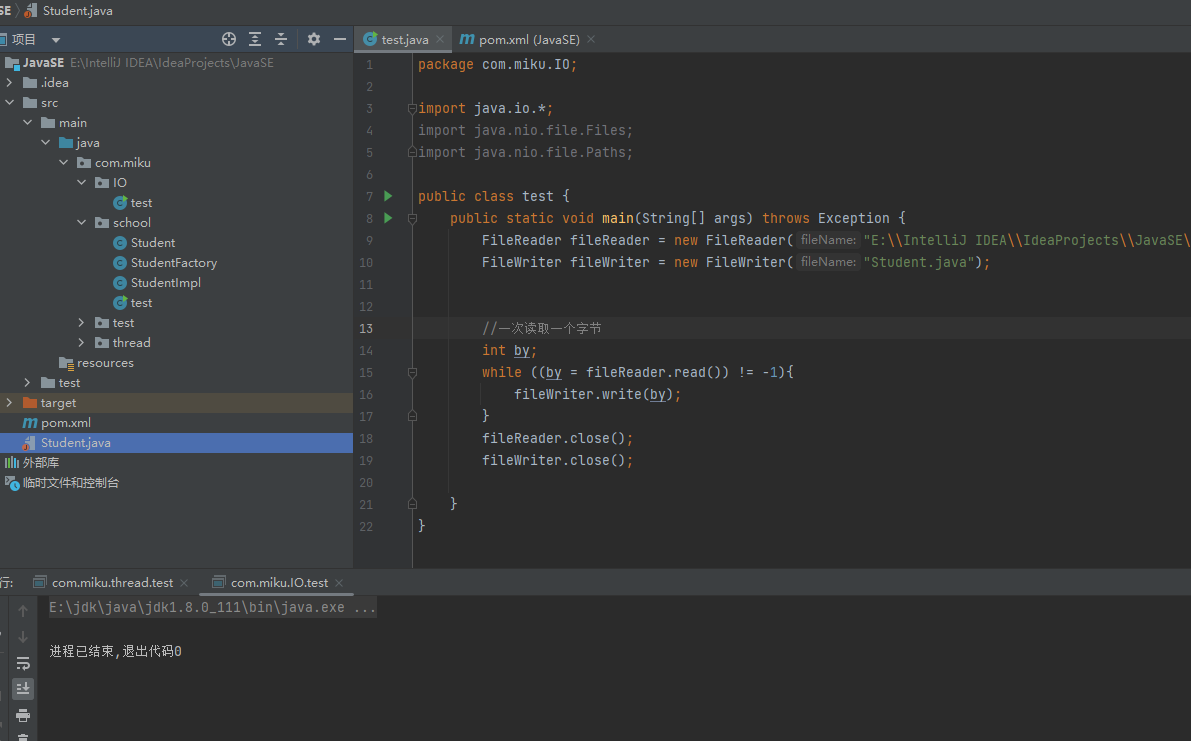 SE Student.java
项目
JavaSE E:\IntelliJ IDEA\IdeaProjects\JavaSE
.idea
src
main
java
com.miku
IO
test
school
Student
StudentFactory
StudentImpl
test
test
thread
resources
test
target
pom.xml
Student.java
外部库
临时文件和控制台
test.java pom.xml (JavaSE)
1 package com.miku.IO;
2
3 import java.io.*;
4 import java.nio.file.Files;
5 import java.nio.file.Paths;
6
7 public class test {
8 public static void main(String[] args) throws Exception {
9 FileReader fileReader = new FileReader( fileName: "E:\\IntelliJ IDEA\\IdeaProjects\\JavaSE\
10 FileWriter fileWriter = new FileWriter( fileName: "Student.java");
11
12
13 //一次读取一个字节
14 int by;
15 while ((by = fileReader.read()) != -1){
16 fileWriter.write(by);
17 }
18 fileReader.close();
19 fileWriter.close();
20
21 }
22 }
行: com.miku.thread.test com.miku.IO.test
E:\jdk\java\jdk1.8.0_111\bin\java.exe ...
进程已结束,退出代码0